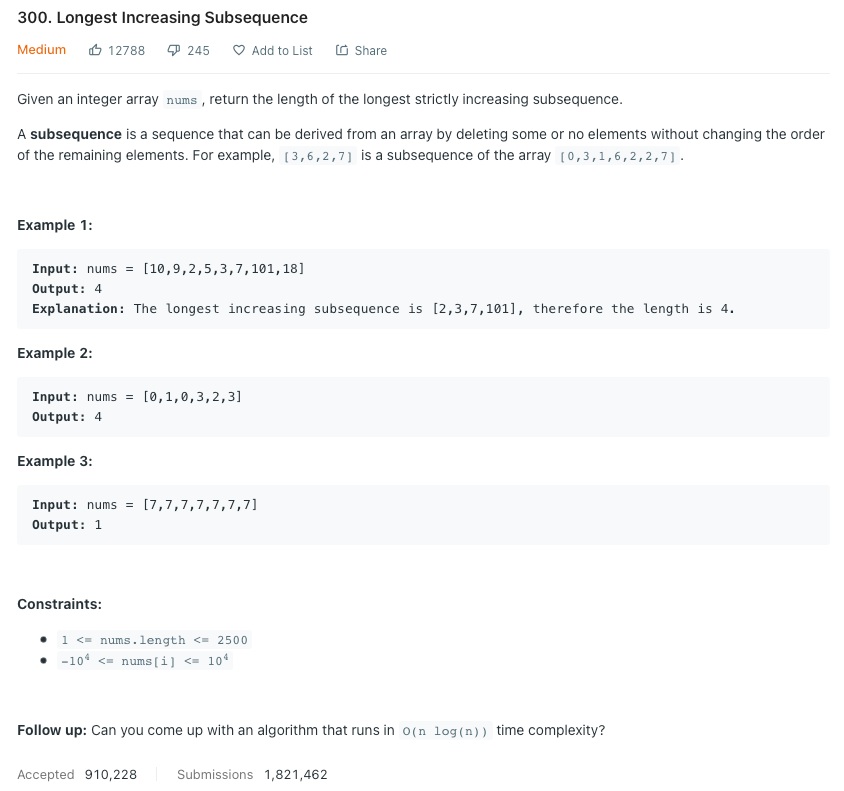 300. Longest Increasing Subsequence
Medium 12788 245 Add to List Share
Given an integer array nums , return the length of the longest strictly increasing subsequence.
A subsequence is a sequence that can be derived from an array by deleting some or no elements without changing the order
of the remaining elements. For example, [3,6,2,7] is a subsequence of the array [0,3,1,6,2,2,7] .
Example 1:
Input: nums = [10,9,2,5,3,7,101,18]
Output: 4
Explanation: The longest increasing subsequence is [2,3,7,101], therefore the length is 4.
Example 2:
Input: nums = [0,1,0,3,2,3]
Output: 4
Example 3:
Input: nums = [7,7,7,7,7,7,7]
Output: 1
Constraints:
• 1 <= nums.length <= 2500
• -10⁴ <= nums[i] <= 10⁴
Follow up: Can you come up with an algorithm that runs in O(n log(n)) time complexity?
Accepted 910,228 Submissions 1,821,462